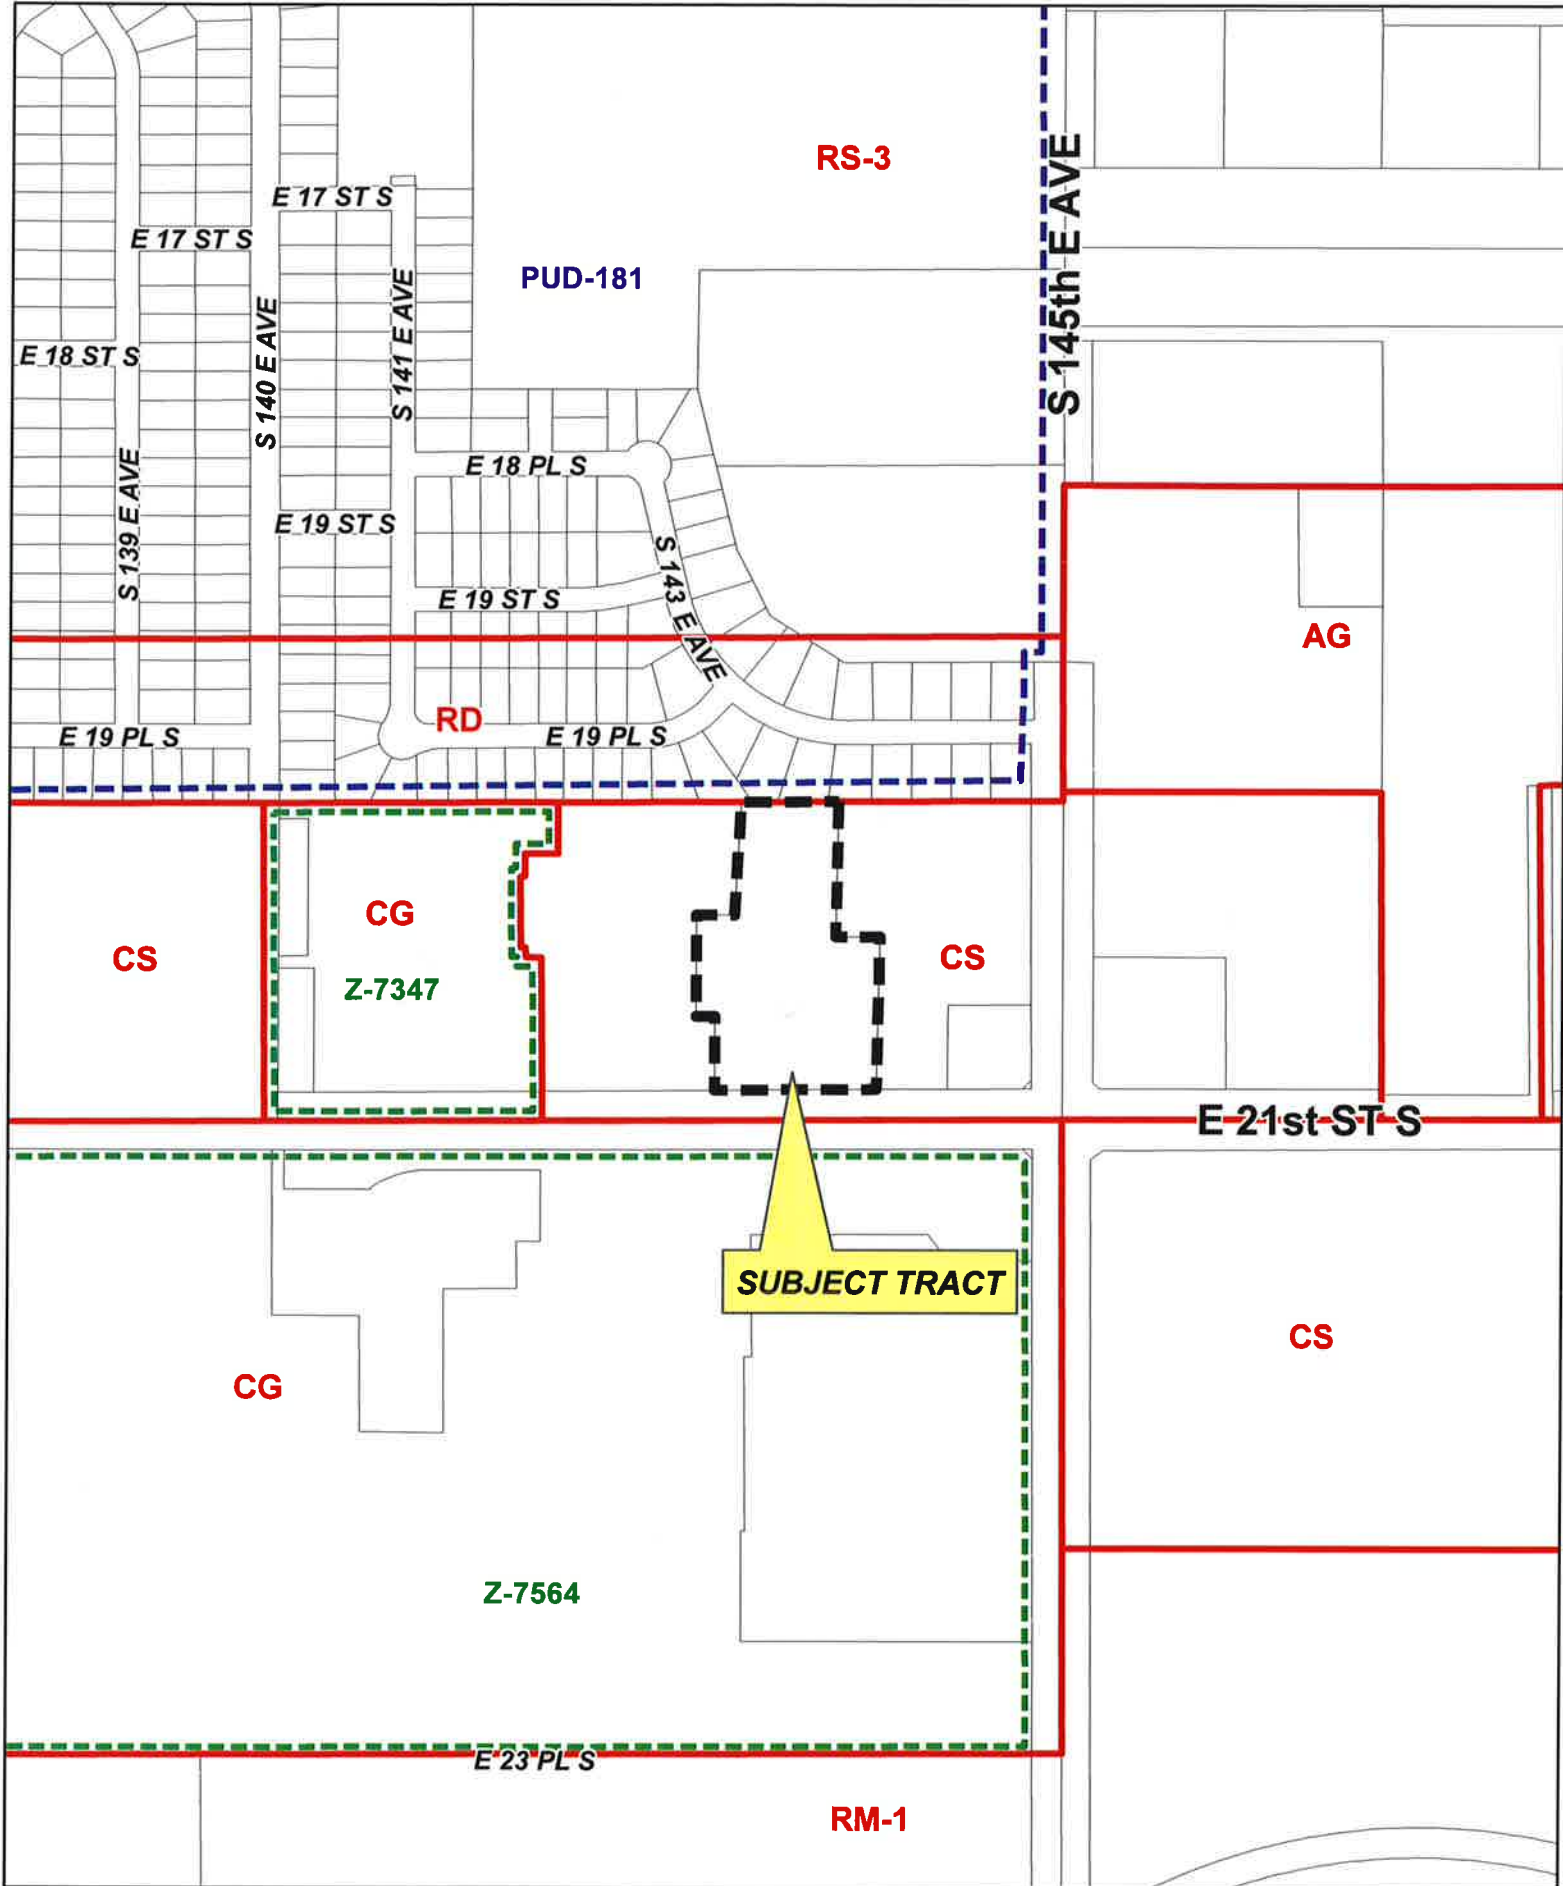 RS-3
S 145th E AVE
E 17 ST S
E 17 ST S
PUD-181
S 140 E AVE
S 141 E AVE
E 18 ST S
S 139 E AVE
E 18 PL S
E 19 ST S
S 143 E AVE
E 19 ST S
AG
RD
E 19 PL S
E 19 PL S
CG
CS
CS
Z-7347
E 21st ST S
SUBJECT TRACT
CS
CG
Z-7564
E 23 PL S
RM-1